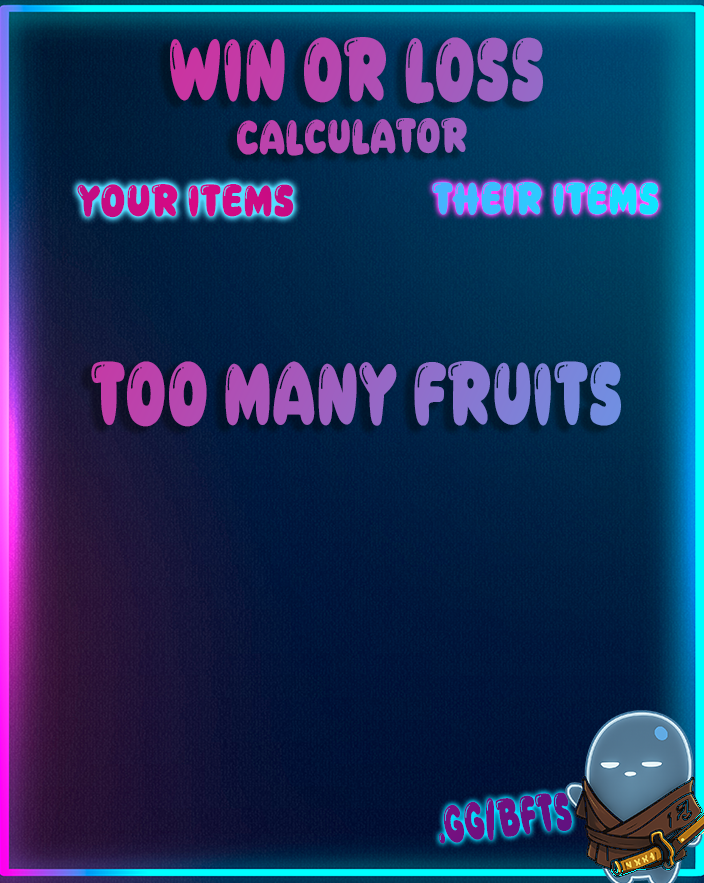 WIN OR LOSS
CALCULATOR
YOUR ITEMS THEIR ITEMS
TOO MANY FRUITS
.GG/BFTS